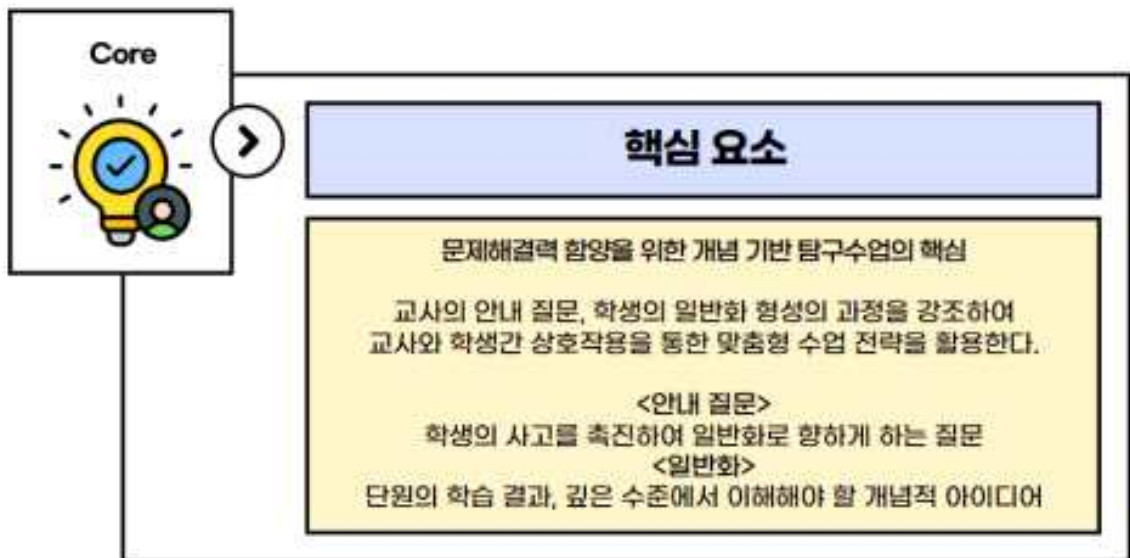 Core
핵심 요소
문제해결력 함양을 위한 개념 기반 탐구수업의 핵심
교사의 안내 질문, 학생의 일반화 형성의 과정을 강조하여
교사와 학생간 상호작용을 통한 맞춤형 수업 전략을 활용한다.
<안내 질문>
학생의 사고를 촉진하여 일반화로 향하게 하는 질문
<일반화>
단원의 학습 결과, 깊은 수준에서 이해해야 할 개념적 아이디어